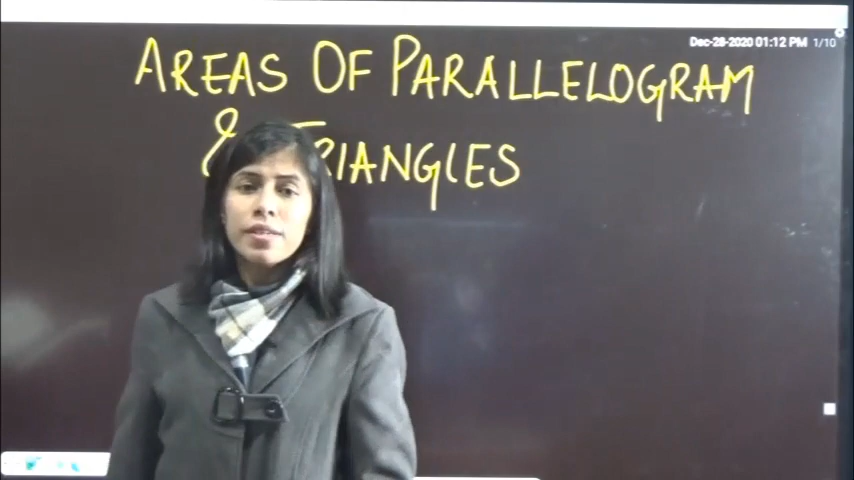 Dec-28-2020 01:12 PM 1/10
AREAS OF PARALLELOGRAM
& TRIANGLES